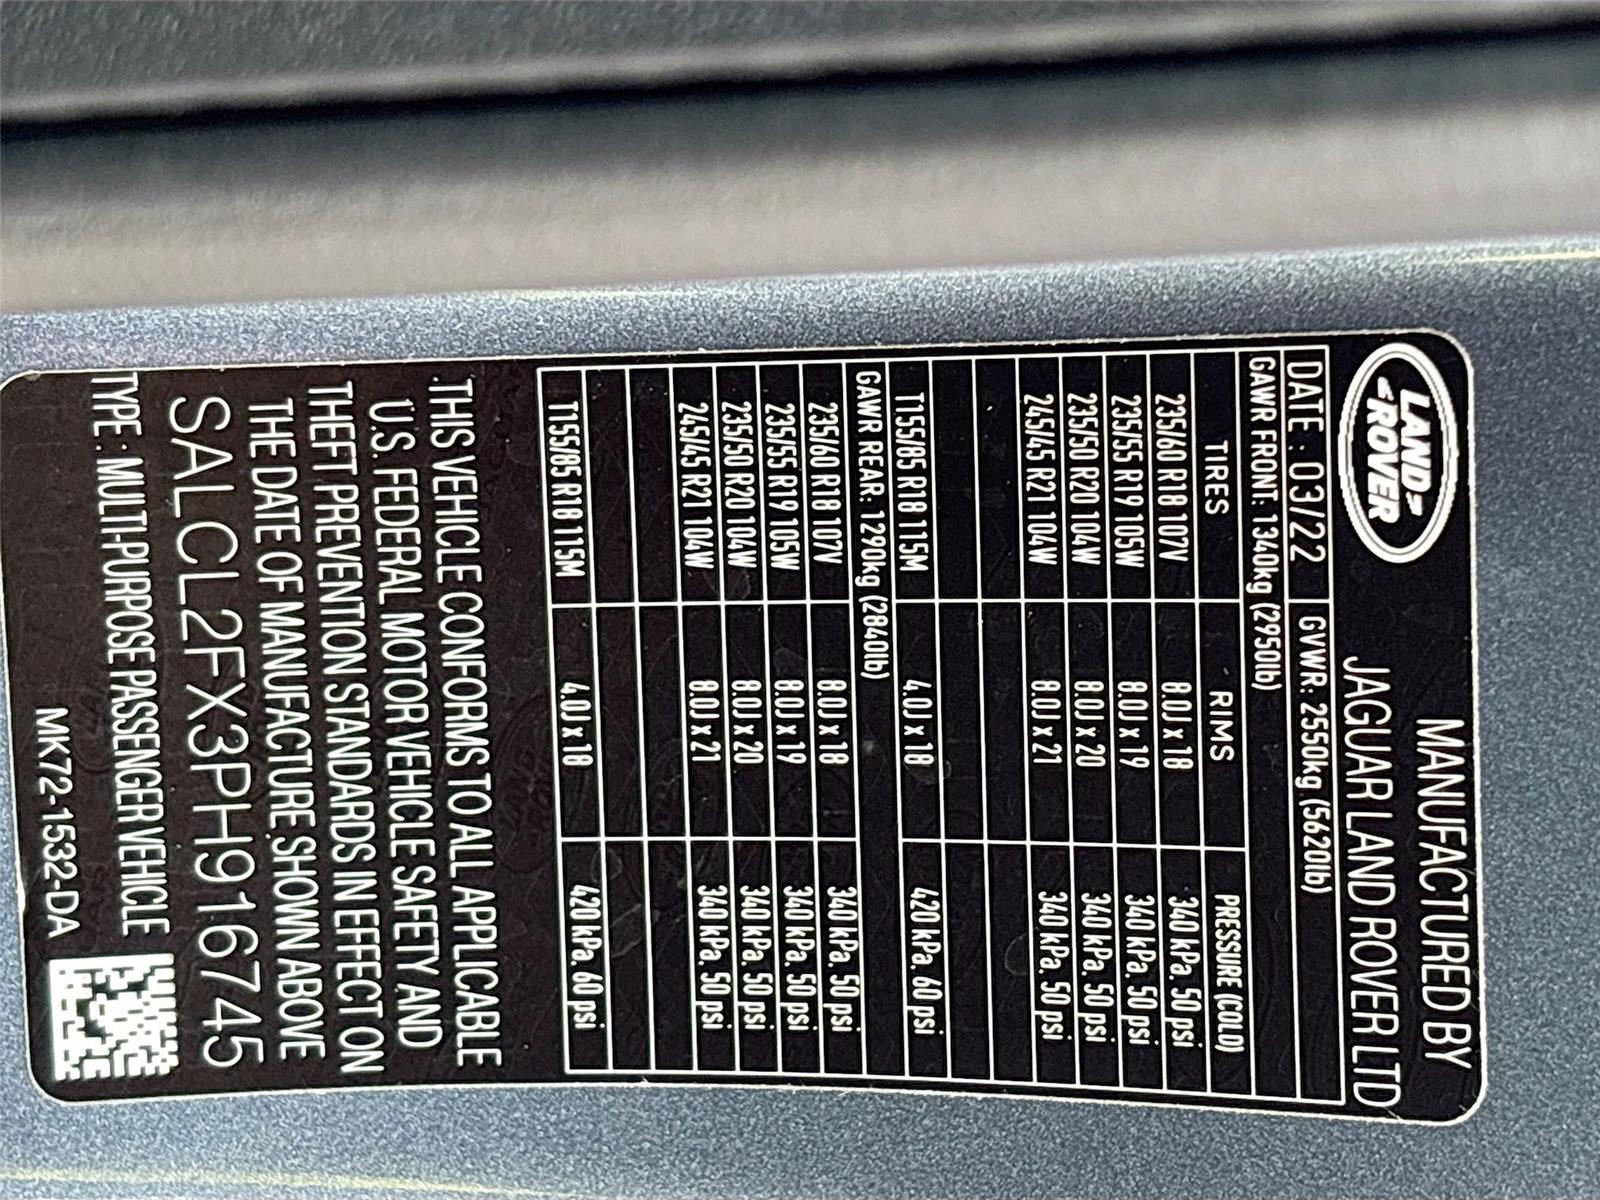 LAND ROVER
MANUFACTURED BY
JAGUAR LAND ROVER LTD
DATE : 03/22 GVWR: 2550kg (5620lb)
GAWR FRONT: 1340kg (2950lb)
TIRES RIMS PRESSURE (COLD)
235/60 R18 107V 8.0J x 18 340 kPa. 50 psi
235/55 R19 105W 8.0J x 19 340 kPa. 50 psi
235/50 R20 104W 8.0J x 20 340 kPa. 50 psi
245/45 R21 104W 8.0J x 21 340 kPa. 50 psi
T155/85 R18 115M 4.0J x 18 420 kPa. 60 psi
GAWR REAR: 1290kg (2840lb)
235/60 R18 107V 8.0J x 18 340 kPa. 50 psi
235/55 R19 105W 8.0J x 19 340 kPa. 50 psi
235/50 R20 104W 8.0J x 20 340 kPa. 50 psi
245/45 R21 104W 8.0J x 21 340 kPa. 50 psi
T155/85 R18 115M 4.0J x 18 420 kPa. 60 psi
THIS VEHICLE CONFORMS TO ALL APPLICABLE
U.S. FEDERAL MOTOR VEHICLE SAFETY AND
THEFT PREVENTION STANDARDS IN EFFECT ON
THE DATE OF MANUFACTURE SHOWN ABOVE
SALCL2FX3PH916745
TYPE : MULTI-PURPOSE PASSENGER VEHICLE
MK72-1532-DA